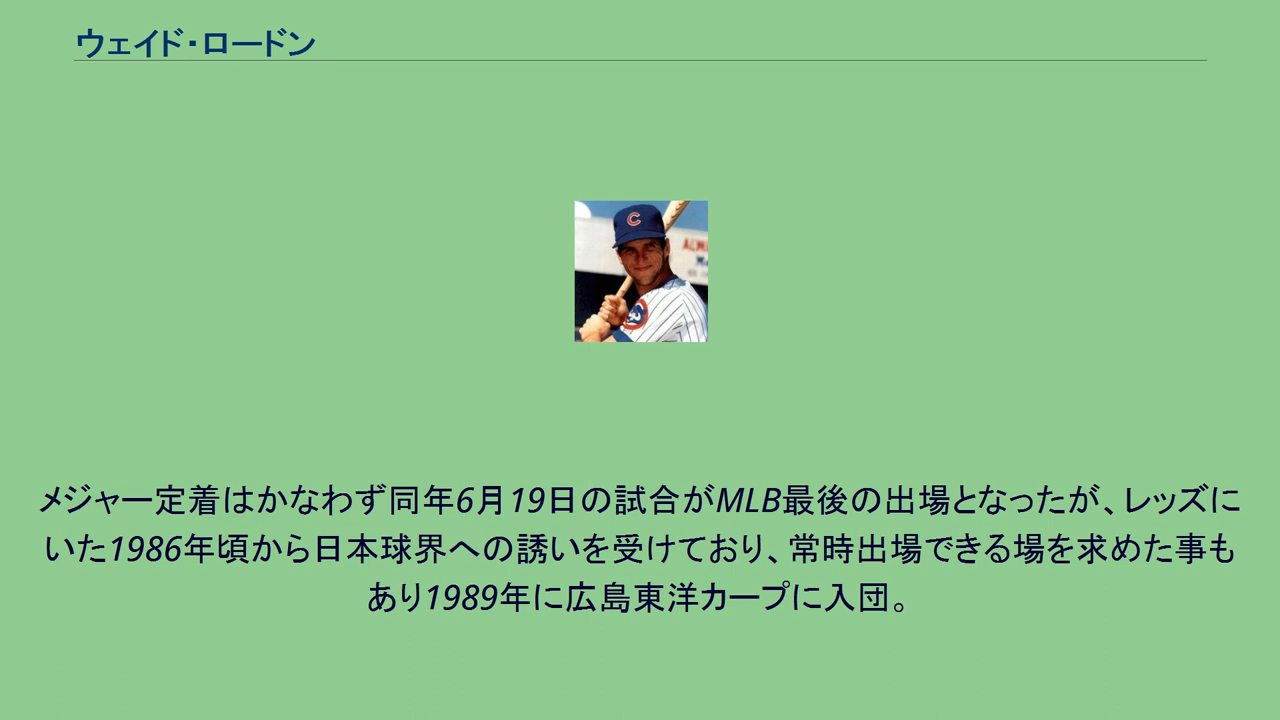 ウェイド・ロードン
C
メジャー定着はかなわず同年6月19日の試合がMLB最後の出場となったが、レッズに
いた1986年頃から日本球界への誘いを受けており、常時出場できる場を求めた事も
あり1989年に広島東洋カープに入団。